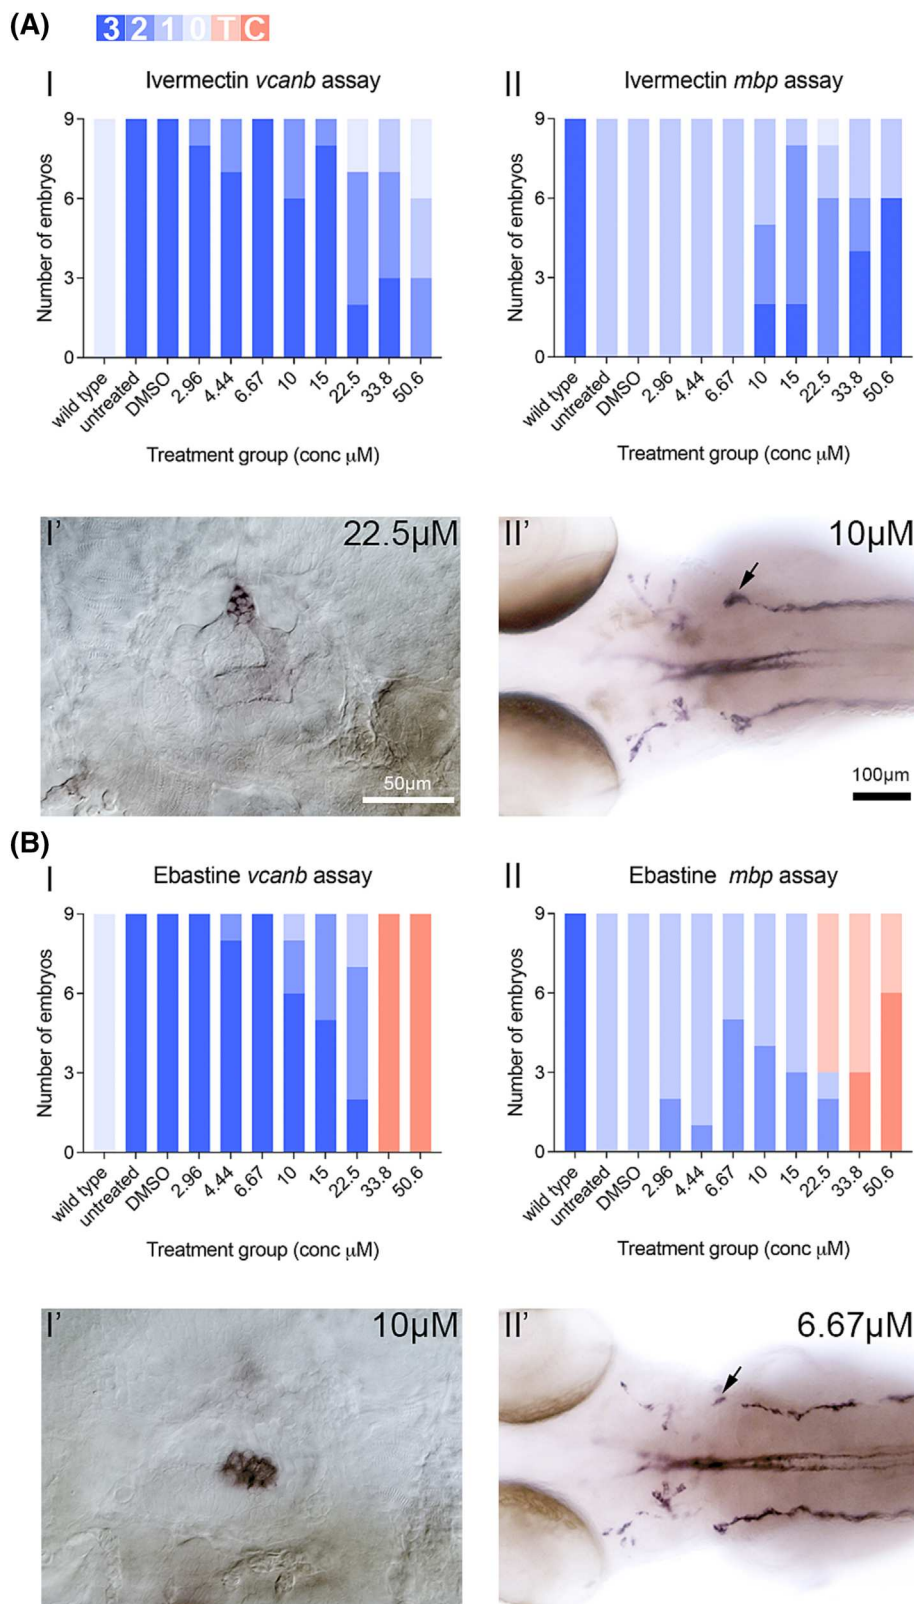 (A)
3 2 1 0 T C
I Ivermectin vcanb assay
Number of embryos
9
6
3
0
wild type untreated DMSO 2.96 4.44 6.67 10 15 22.5 33.8 50.6
Treatment group (conc µM)
II Ivermectin mbp assay
Number of embryos
9
6
3
0
wild type untreated DMSO 2.96 4.44 6.67 10 15 22.5 33.8 50.6
Treatment group (conc µM)
I' 22.5µM
50µm
II' 10µM
100µm
(B)
I Ebastine vcanb assay
Number of embryos
9
6
3
0
wild type untreated DMSO 2.96 4.44 6.67 10 15 22.5 33.8 50.6
Treatment group (conc µM)
II Ebastine mbp assay
Number of embryos
9
6
3
0
wild type untreated DMSO 2.96 4.44 6.67 10 15 22.5 33.8 50.6
Treatment group (conc µM)
I' 10µM
II' 6.67µM